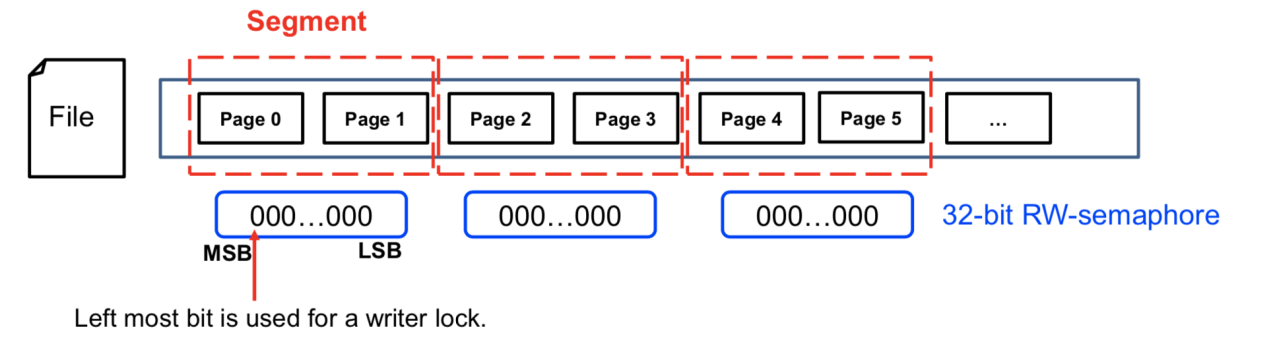 Segment
File
Page 0
Page 1
Page 2
Page 3
Page 4
Page 5
...
000...000
000...000
000...000
32-bit RW-semaphore
MSB
LSB
Left most bit is used for a writer lock.